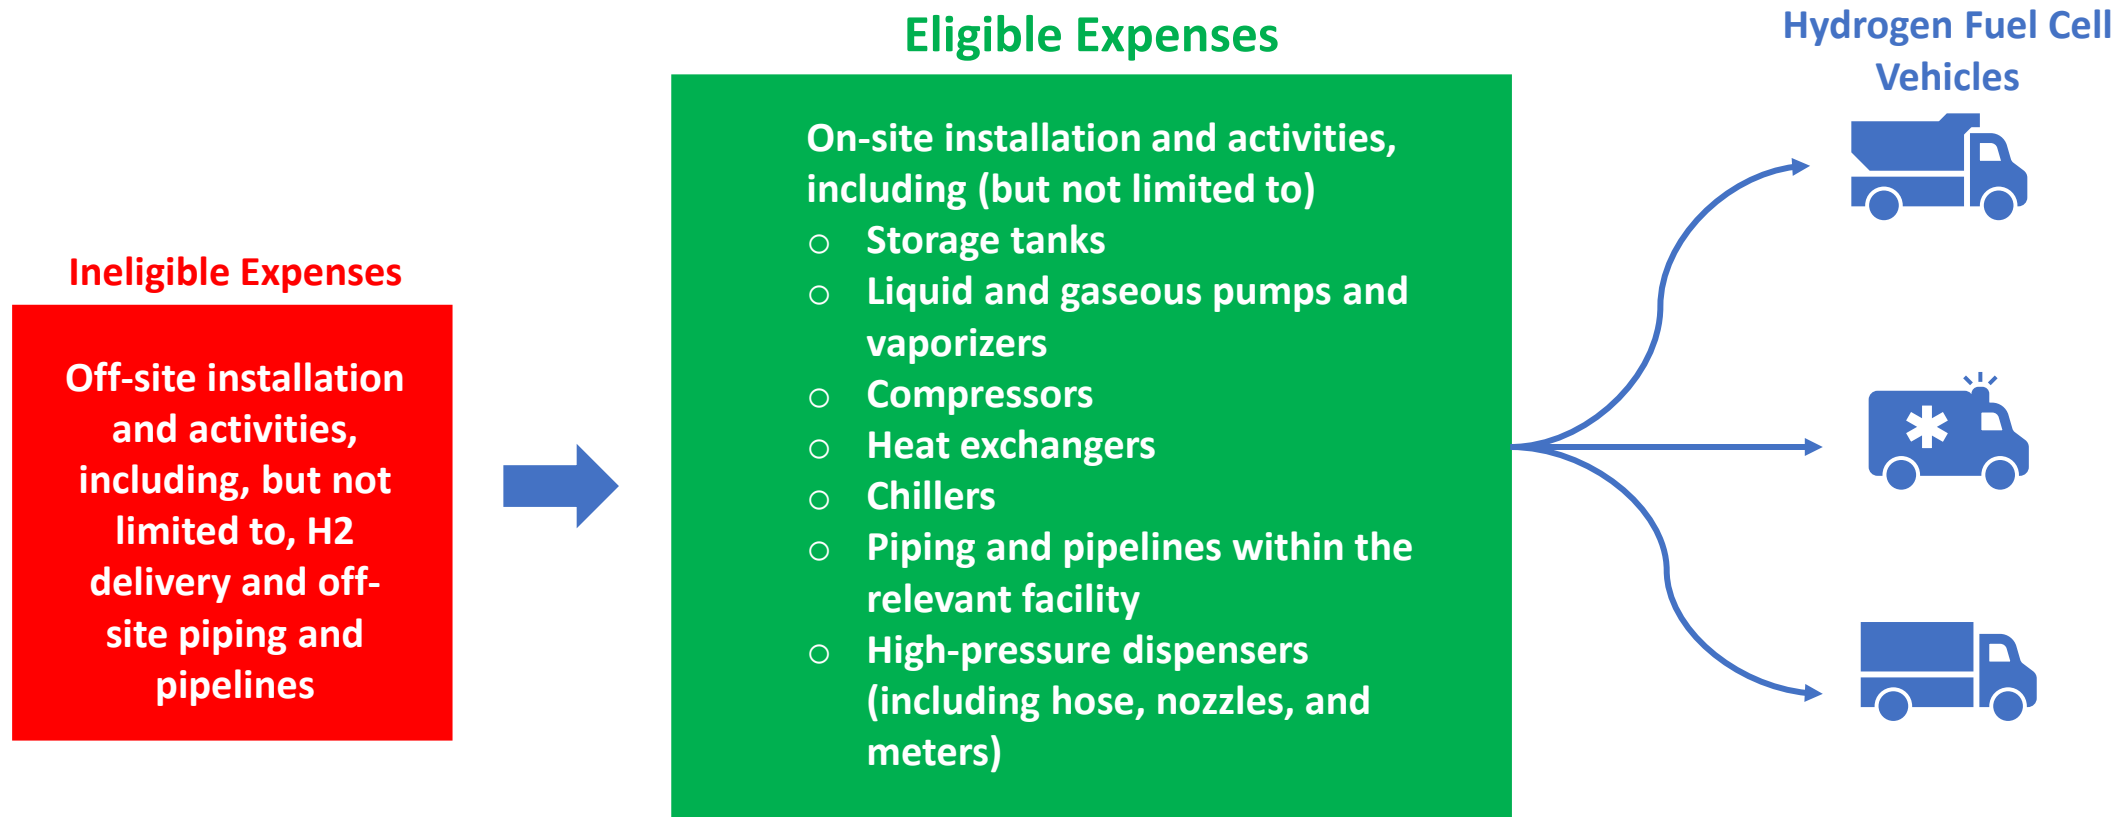 Ineligible Expenses
Off-site installation
and activities,
including, but not
limited to, H2
delivery and off-
site piping and
pipelines
Eligible Expenses
On-site installation and activities,
including (but not limited to)
o Storage tanks
o Liquid and gaseous pumps and
vaporizers
o Compressors
o Heat exchangers
o Chillers
o Piping and pipelines within the
relevant facility
o High-pressure dispensers
(including hose, nozzles, and
meters)
Hydrogen Fuel Cell
Vehicles